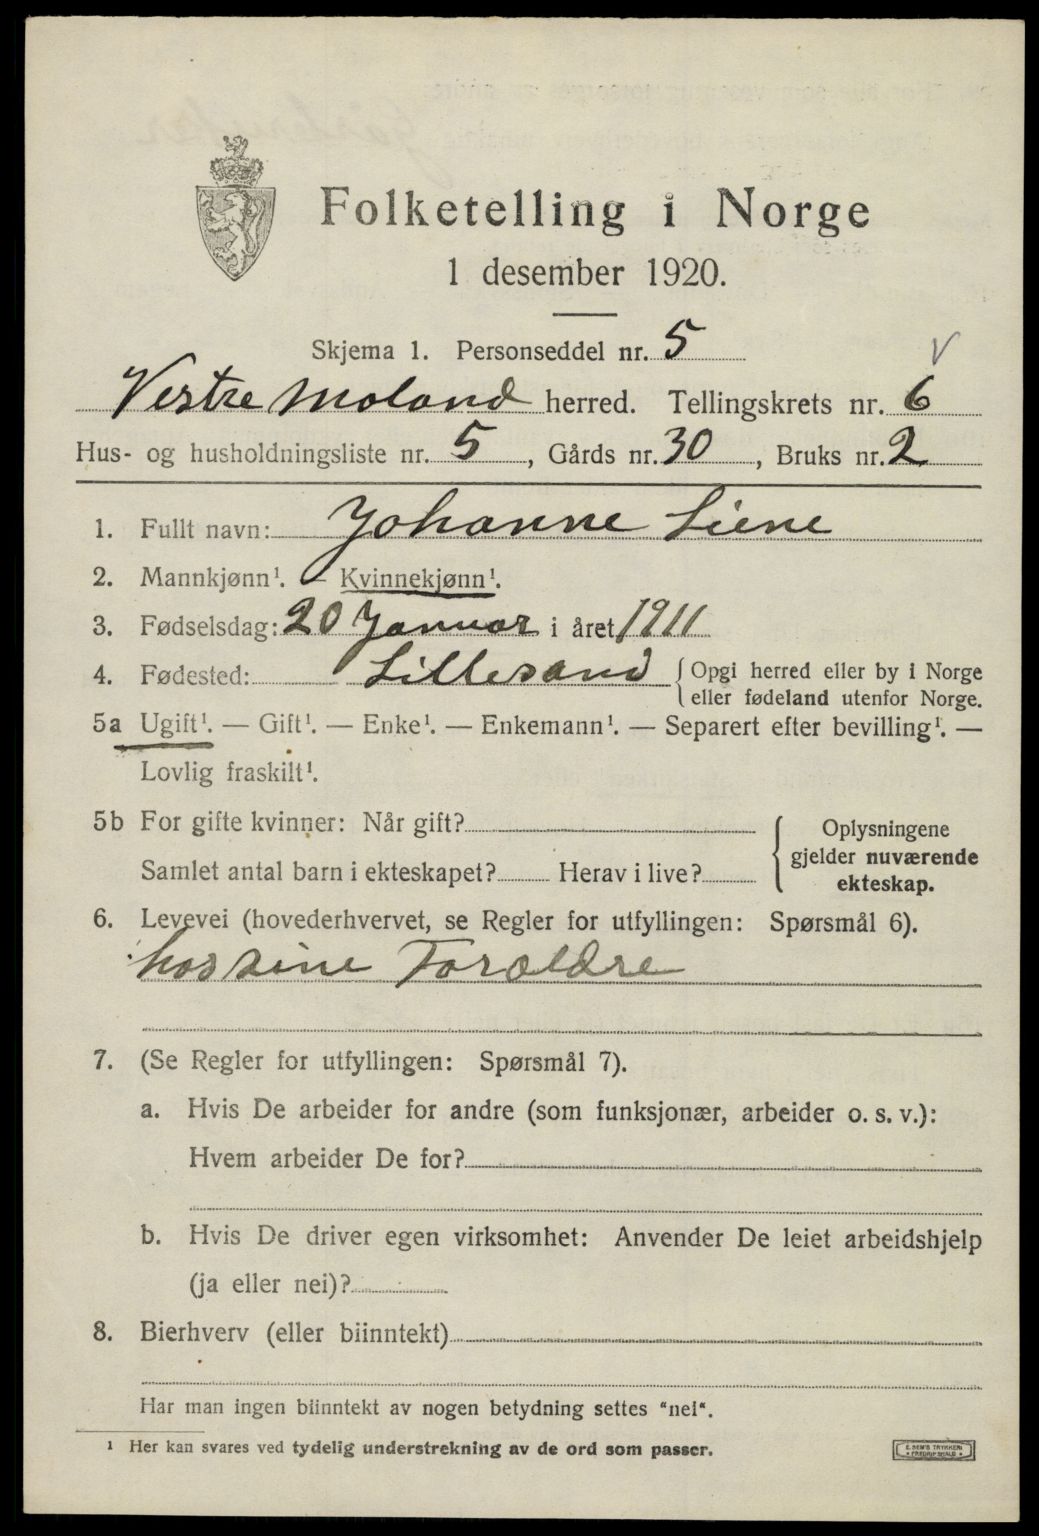 Folketelling i Norge
1 desember 1920.
Skjema 1. Personseddel nr. 5
Vestre Moland herred. Tellingskrets nr. 6
Hus- og husholdningsliste nr. 5, Gårds nr. 30, Bruks nr. 2
1. Fullt navn: Johanne Liene
2. Mannkjønn¹. — Kvinnekjønn¹.
3. Fødselsdag: 20 Januar i året 1911
4. Fødested: Lillesand { Opgi herred eller by i Norge
eller fødeland utenfor Norge.
5a Ugift¹. — Gift¹. — Enke¹. — Enkemann¹. — Separert efter bevilling¹. —
Lovlig fraskilt¹.
5b For gifte kvinner: Når gift?
Samlet antal barn i ekteskapet? Herav i live?
{ Oplysningene
gjelder nuværende
ekteskap.
6. Levevei (hovederhvervet, se Regler for utfyllingen: Spørsmål 6).
hos sine Forældre
7. (Se Regler for utfyllingen: Spørsmål 7).
a. Hvis De arbeider for andre (som funksjonær, arbeider o. s. v.):
Hvem arbeider De for?
b. Hvis De driver egen virksomhet: Anvender De leiet arbeidshjelp
(ja eller nei)?
8. Bierhverv (eller biinntekt)
Har man ingen biinntekt av nogen betydning settes "nei".
¹ Her kan svares ved tydelig understrekning av de ord som passer.
E. SEM'S TRYKKERI
FREDRIKSHALD